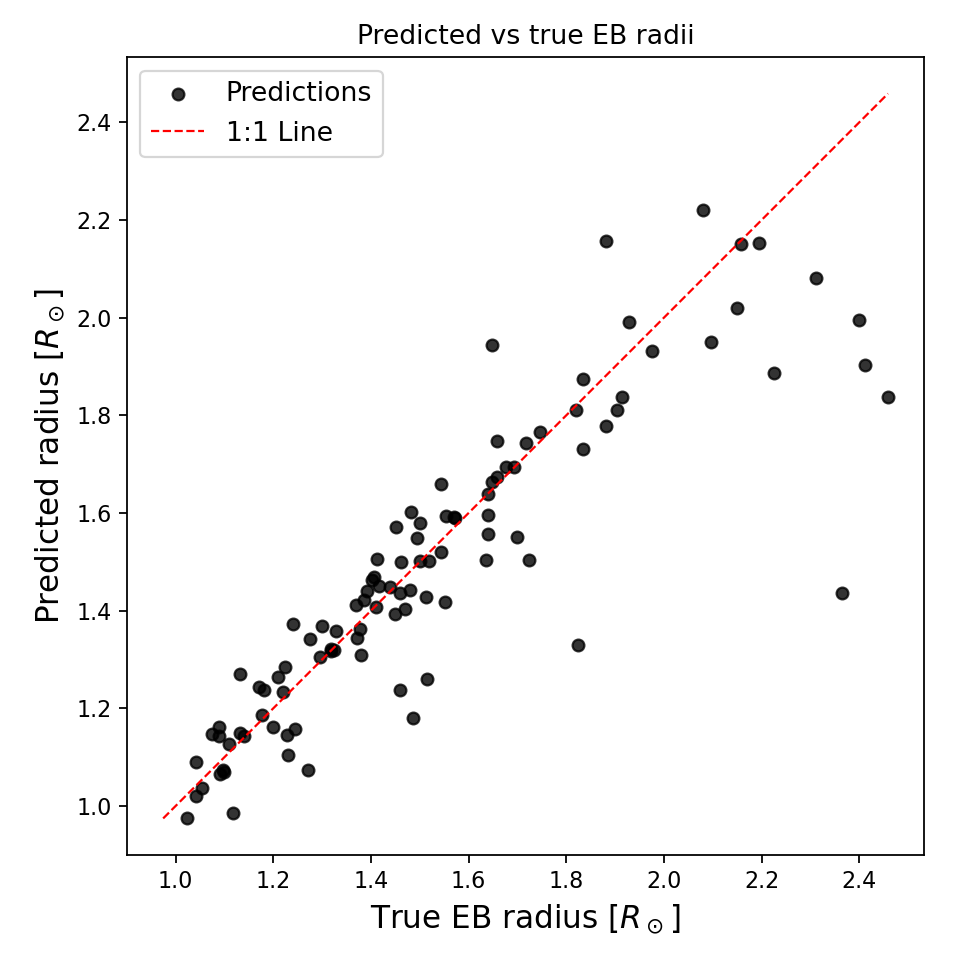 Predicted vs true EB radii
Predictions
1:1 Line
2.4
2.2
2.0
1.8
1.6
1.4
1.2
1.0
Predicted radius [R⊙]
1.0 1.2 1.4 1.6 1.8 2.0 2.2 2.4
True EB radius [R⊙]